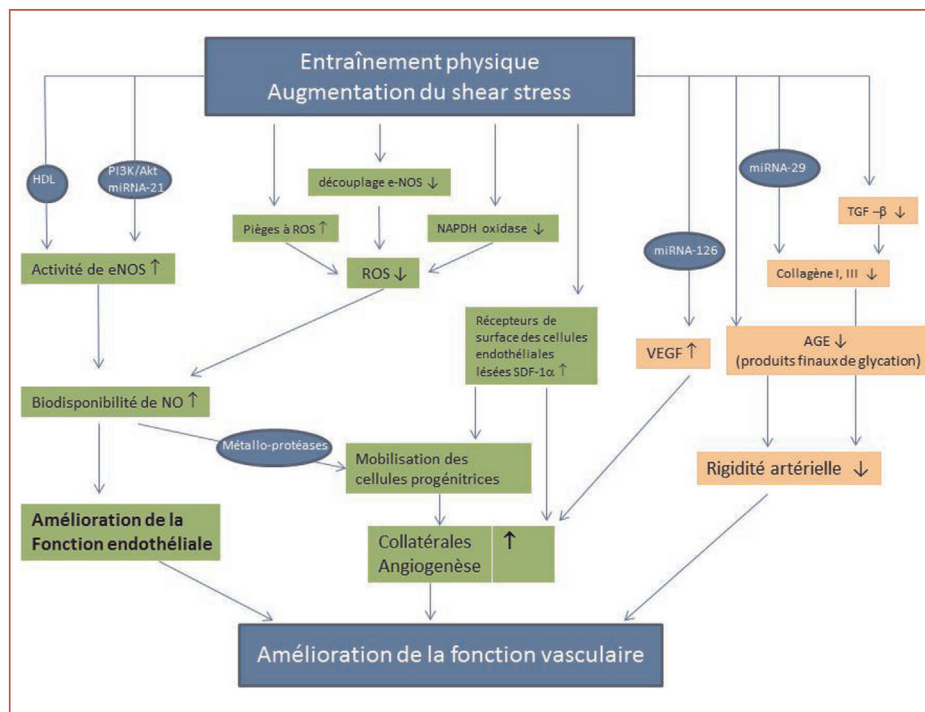 Entraînement physique
Augmentation du shear stress
HDL
PI3K/Akt
miRNA-21
miRNA-29
découplage e-NOS ↓
TGF –β ↓
Pièges à ROS ↑
NAPDH oxidase ↓
miRNA-126
Activité de eNOS ↑
ROS ↓
Collagène I, III ↓
Récepteurs de
surface des cellules
endothéliales
lésées SDF-1α ↑
VEGF ↑
AGE ↓
(produits finaux de glycation)
Biodisponibilité de NO ↑
Métallo-protéases
Mobilisation des
cellules progénitrices
Rigidité artérielle ↓
Amélioration de la
Fonction endothéliale
Collatérales ↑
Angiogenèse
Amélioration de la fonction vasculaire